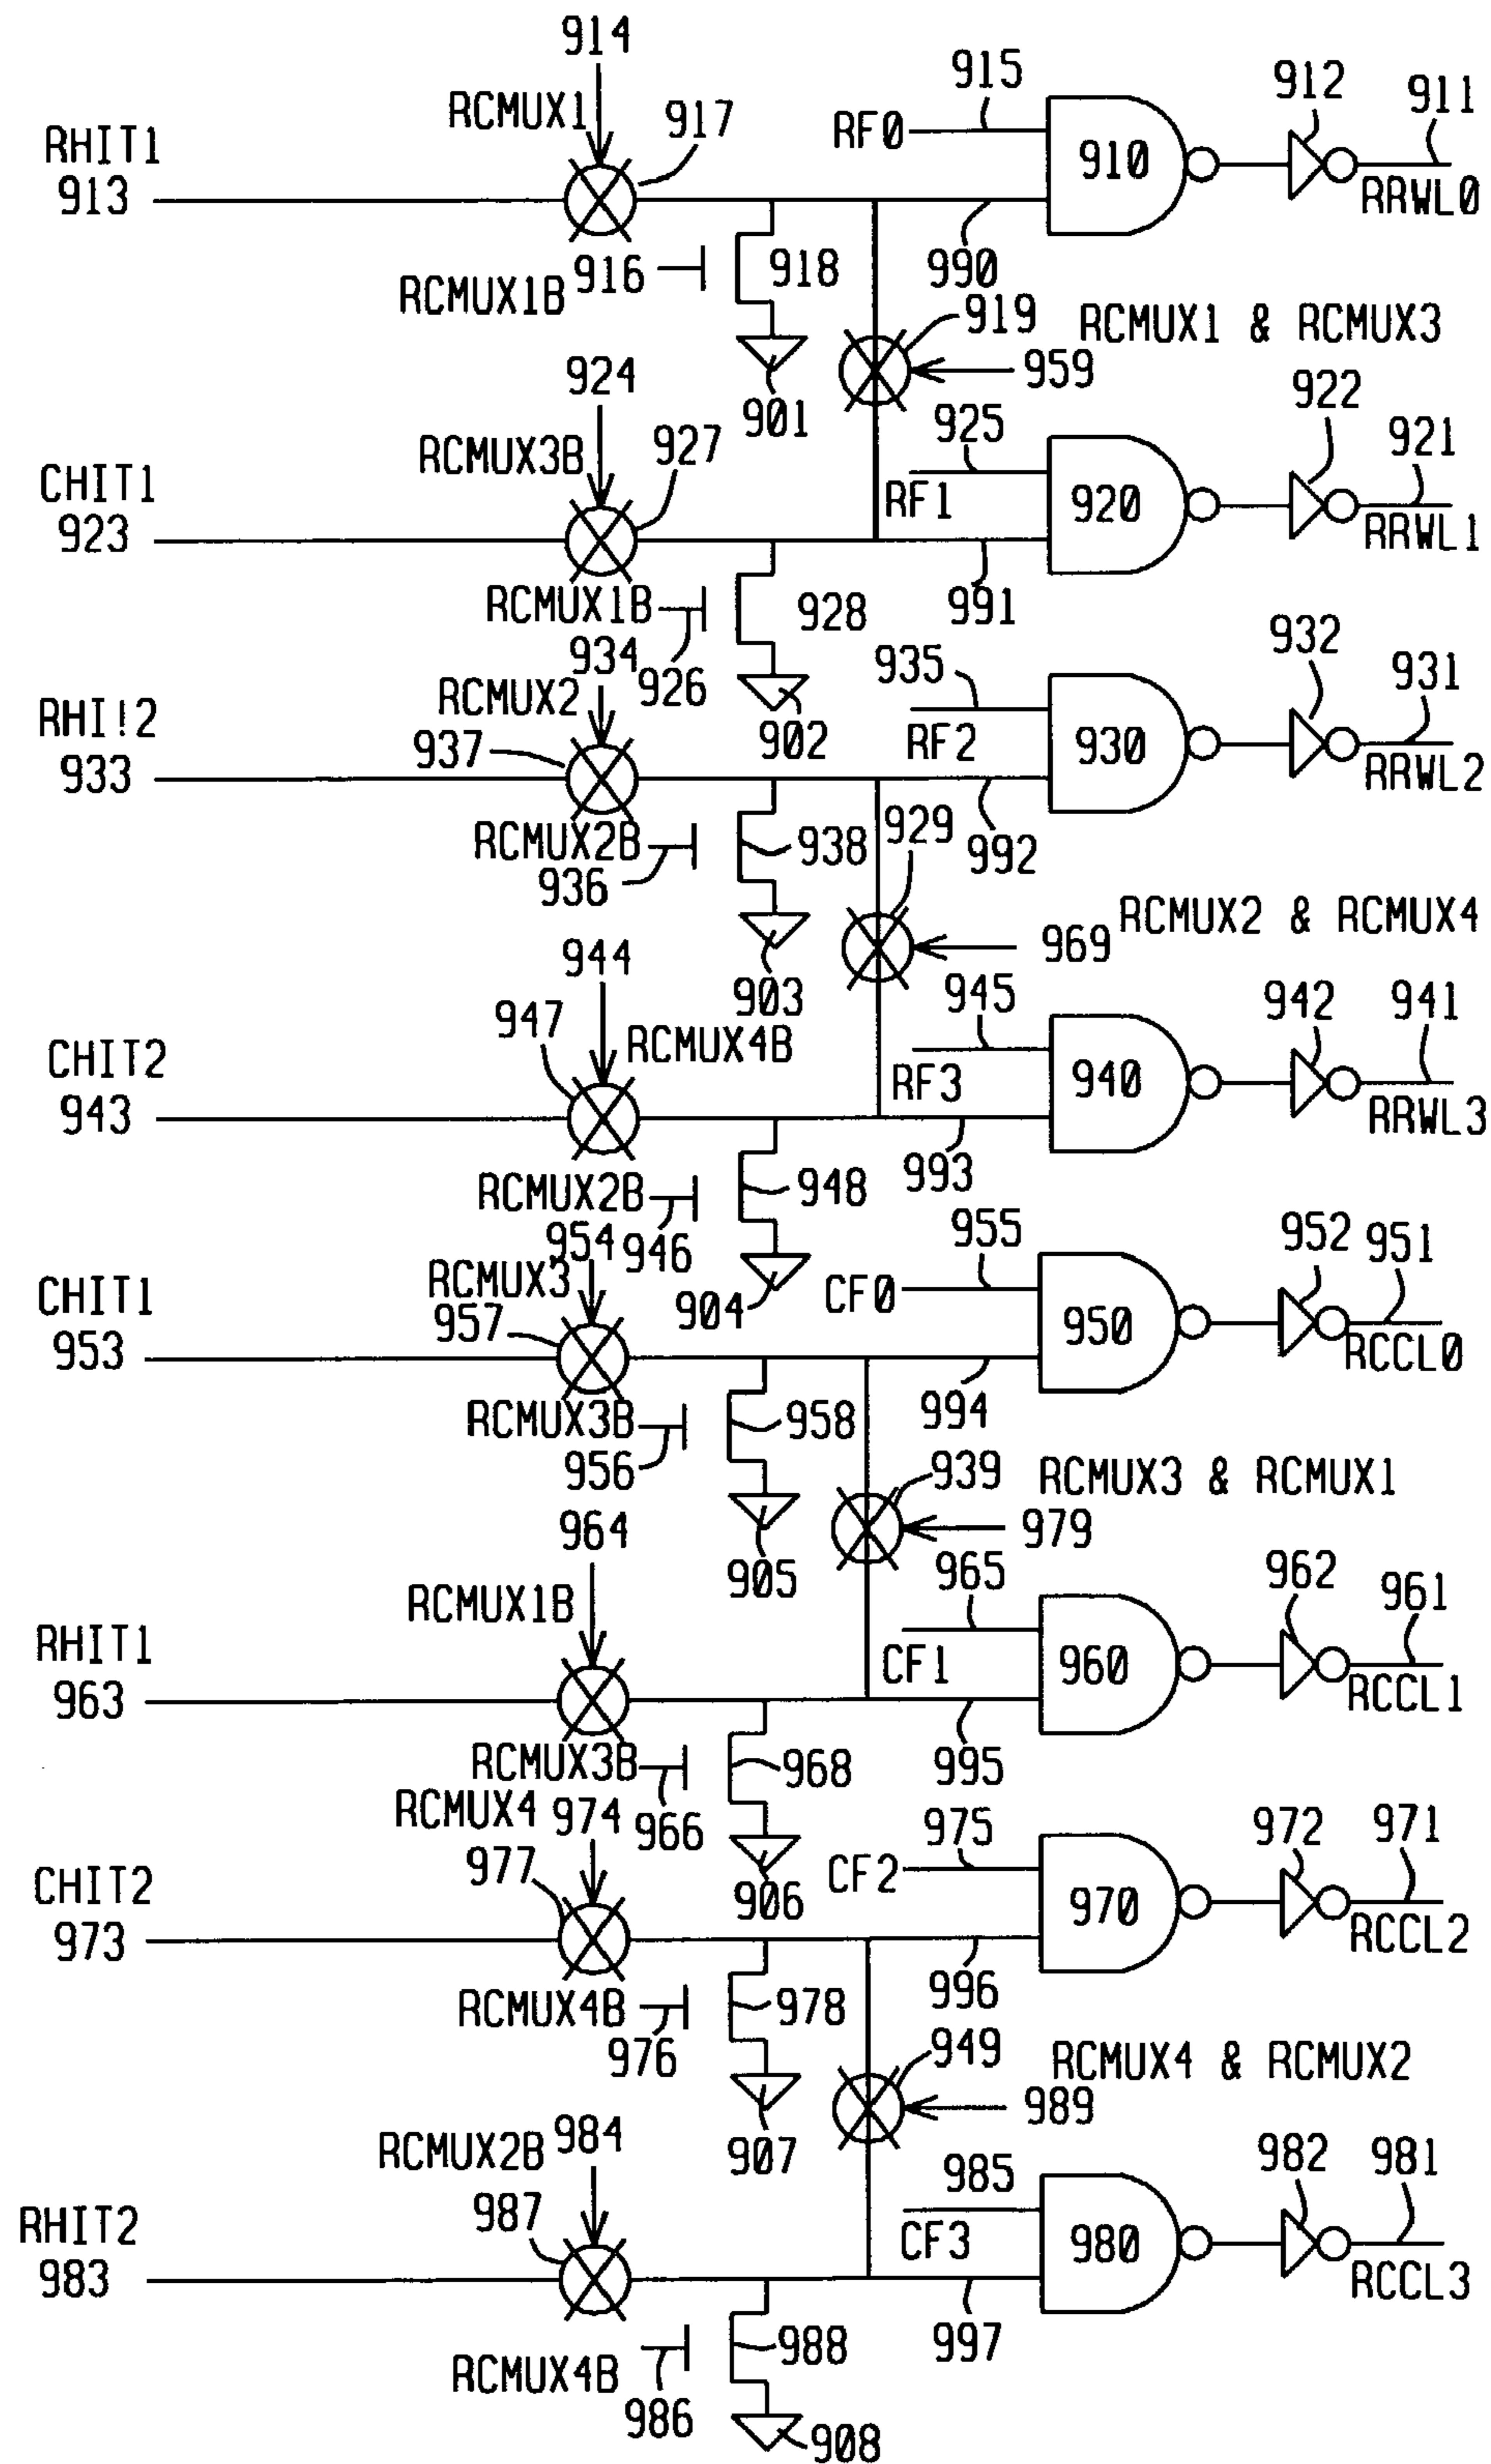 914
RCMUX1
917
915
912
911
RHIT1
913
RF0
910
RRWL0
916
918
990
RCMUX1B
919
RCMUX1 & RCMUX3
959
901
924
922
RCMUX3B
927
925
921
CHIT1
923
RF1
920
RRWL1
RCMUX1B
928
991
934
926
932
RCMUX2
935
931
RHI!2
933
937
902
RF2
930
RRWL2
RCMUX2B
938
929
992
936
RCMUX2 & RCMUX4
969
944
903
945
942
941
947
RCMUX4B
CHIT2
943
RF3
940
RRWL3
993
RCMUX2B
948
954
946
955
952
951
RCMUX3
CHIT1
953
957
904
CF0
950
RCCL0
RCMUX3B
958
994
956
939
RCMUX3 & RCMUX1
979
964
905
965
962
961
RCMUX1B
RHIT1
963
CF1
960
RCCL1
RCMUX3B
968
995
RCMUX4
974
966
975
972
971
CHIT2
973
977
906
CF2
970
RCCL2
RCMUX4B
978
996
976
949
RCMUX4 & RCMUX2
989
RCMUX2B
984
907
985
982
981
RHIT2
983
987
CF3
980
RCCL3
RCMUX4B
988
997
986
908